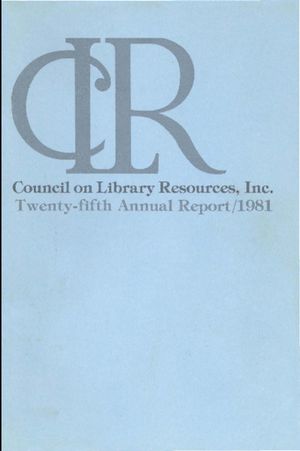 CLR
Council on Library Resources, Inc.
Twenty-fifth Annual Report/1981